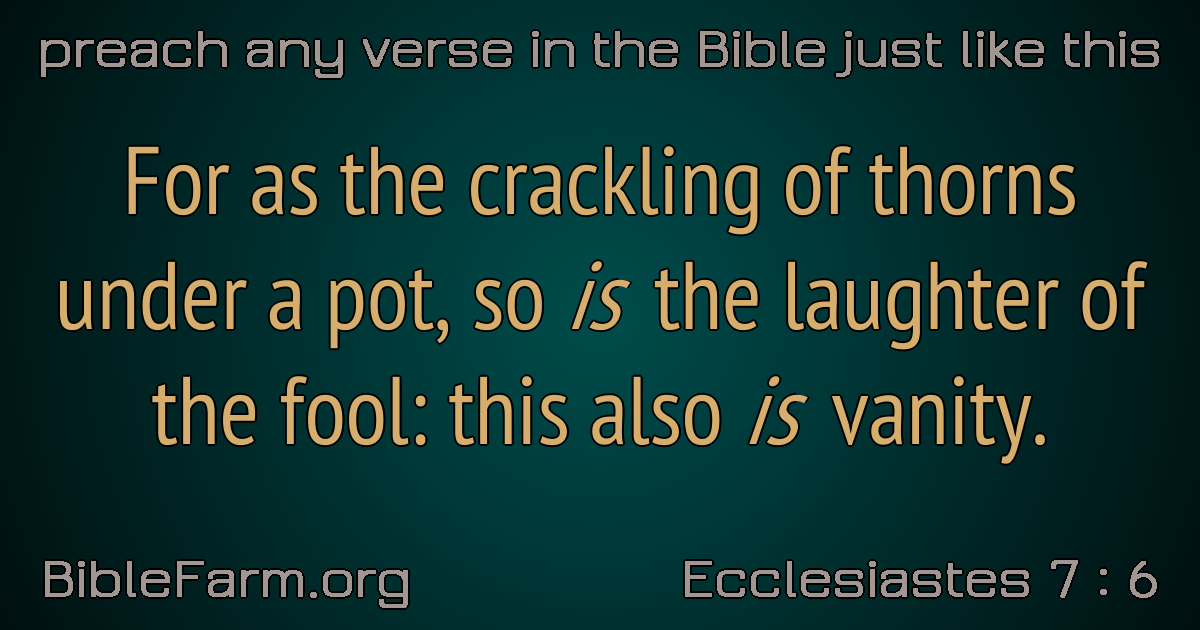 preach any verse in the Bible just like this
For as the crackling of thorns
under a pot, so is the laughter of
the fool: this also is vanity.
BibleFarm.org
Ecclesiastes 7 : 6